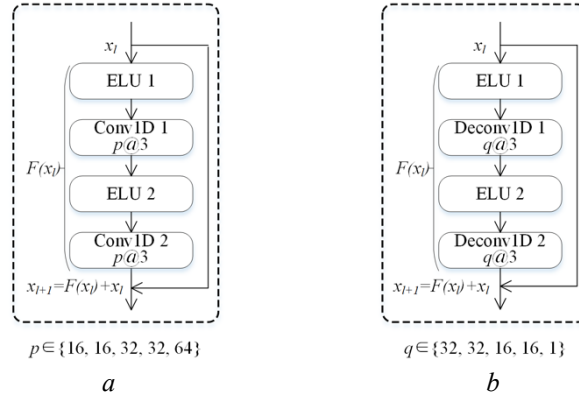 x_l
ELU 1
Conv1D 1
p@3
F(x_l)
ELU 2
Conv1D 2
p@3
x_{l+1}=F(x_l)+x_l
p∈{16, 16, 32, 32, 64}
a
x_l
ELU 1
Deconv1D 1
q@3
F(x_l)
ELU 2
Deconv1D 2
q@3
x_{l+1}=F(x_l)+x_l
q∈{32, 32, 16, 16, 1}
b